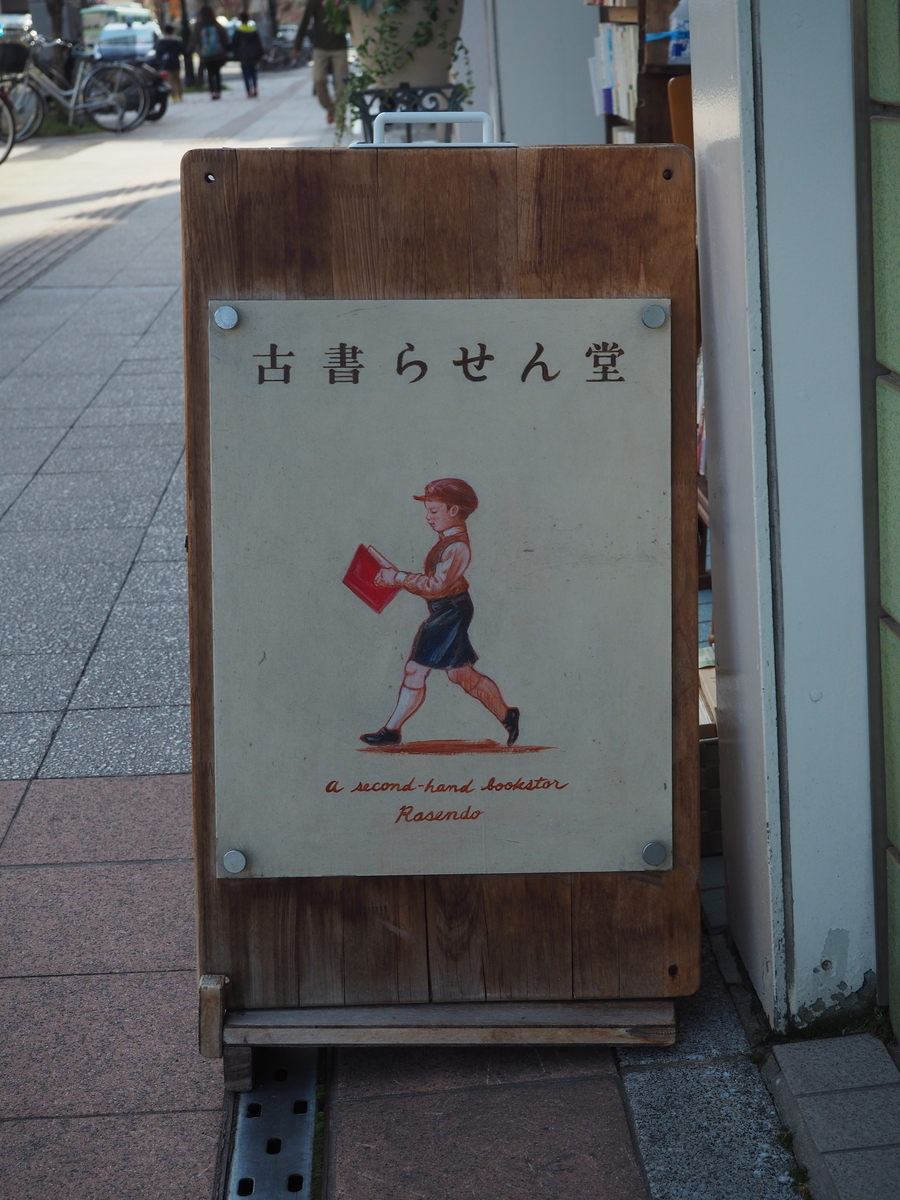 古書らせん堂
a second-hand bookstor
Rasendo